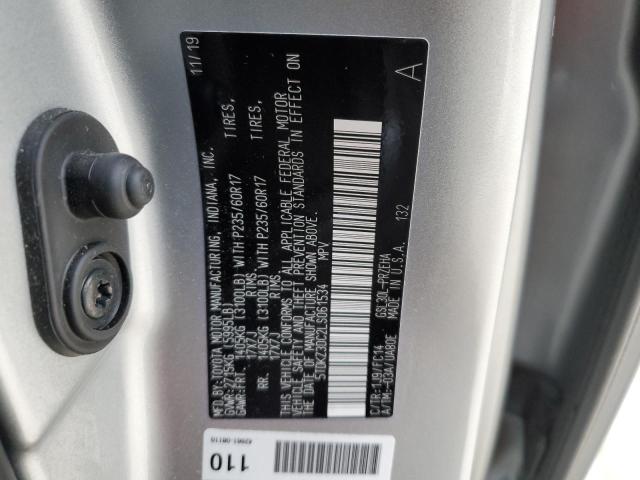 MFD. BY: TOYOTA MOTOR MANUFACTURING, INDIANA, INC. 11/19
GVWR: 2715KG (5995LB)
GAWR: FRT. 1405KG (3100LB) WITH P235/60R17 TIRES,
17X7J RIMS,
RR. 1405KG (3100LB) WITH P235/60R17 TIRES,
17X7J RIMS,
THIS VEHICLE CONFORMS TO ALL APPLICABLE FEDERAL MOTOR
VEHICLE SAFETY AND THEFT PREVENTION STANDARDS IN EFFECT ON
THE DATE OF MANUFACTURE SHOWN ABOVE.
MPV A
C/TR: 1J9/FC14 GSL30L-PRZEHA
A/TM: -03A/UA80E MADE IN U.S.A. 132
110